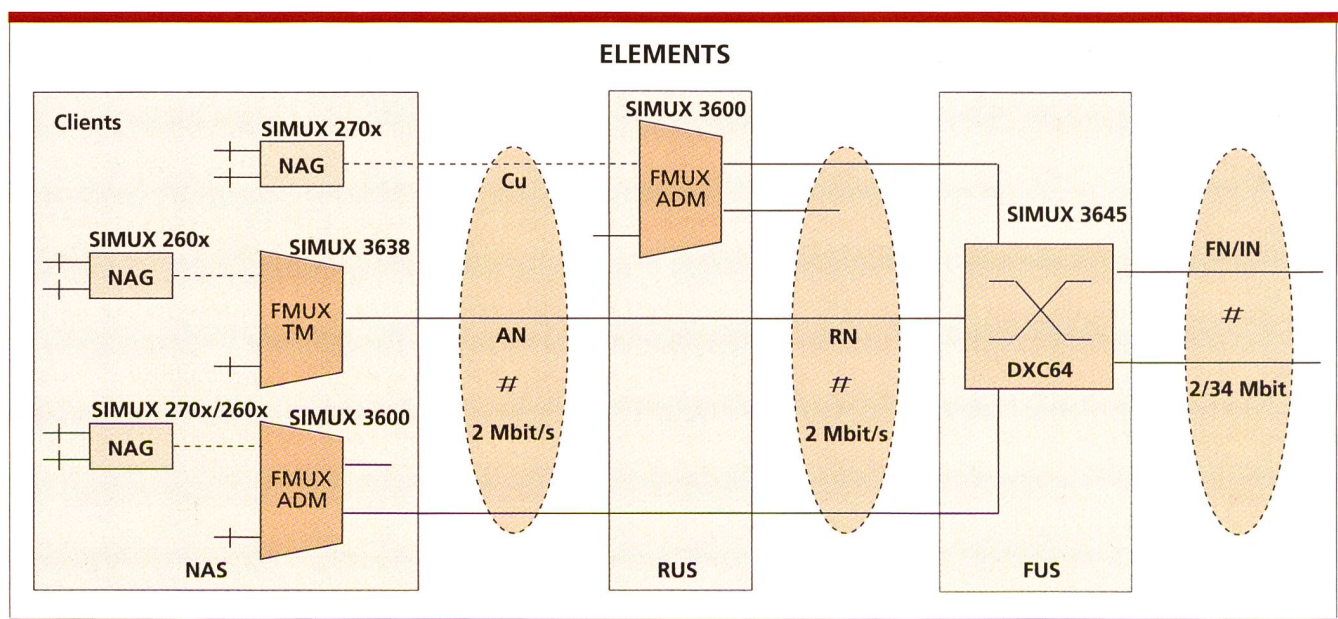 ELEMENTS
Clients
SIMUX 270x
NAG
SIMUX 260x
NAG
SIMUX 3638
FMUX
TM
SIMUX 270x/260x
NAG
SIMUX 3600
FMUX
ADM
NAS
Cu
AN
#
2 Mbit/s
SIMUX 3600
FMUX
ADM
RUS
RN
#
2 Mbit/s
SIMUX 3645
DXC64
FUS
FN/IN
#
2/34 Mbit